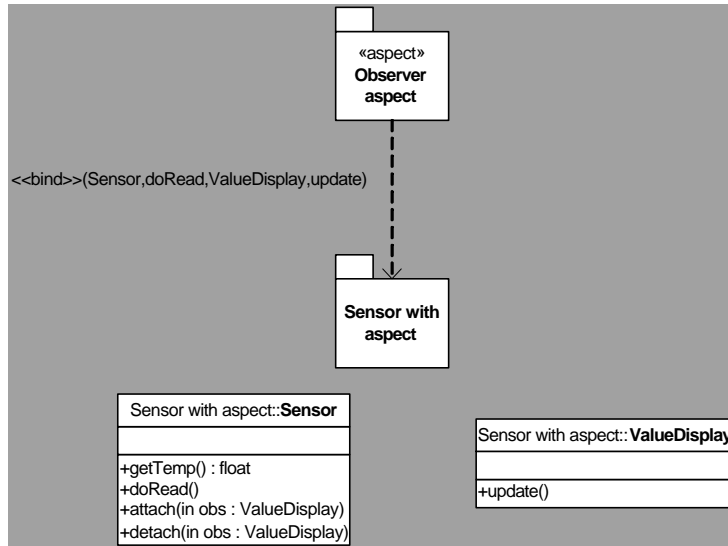 «aspect»
Observer
aspect
<<bind>>(Sensor,doRead,ValueDisplay,update)
Sensor with
aspect
Sensor with aspect::Sensor
+getTemp() : float
+doRead()
+attach(in obs : ValueDisplay)
+detach(in obs : ValueDisplay)
Sensor with aspect::ValueDisplay
+update()